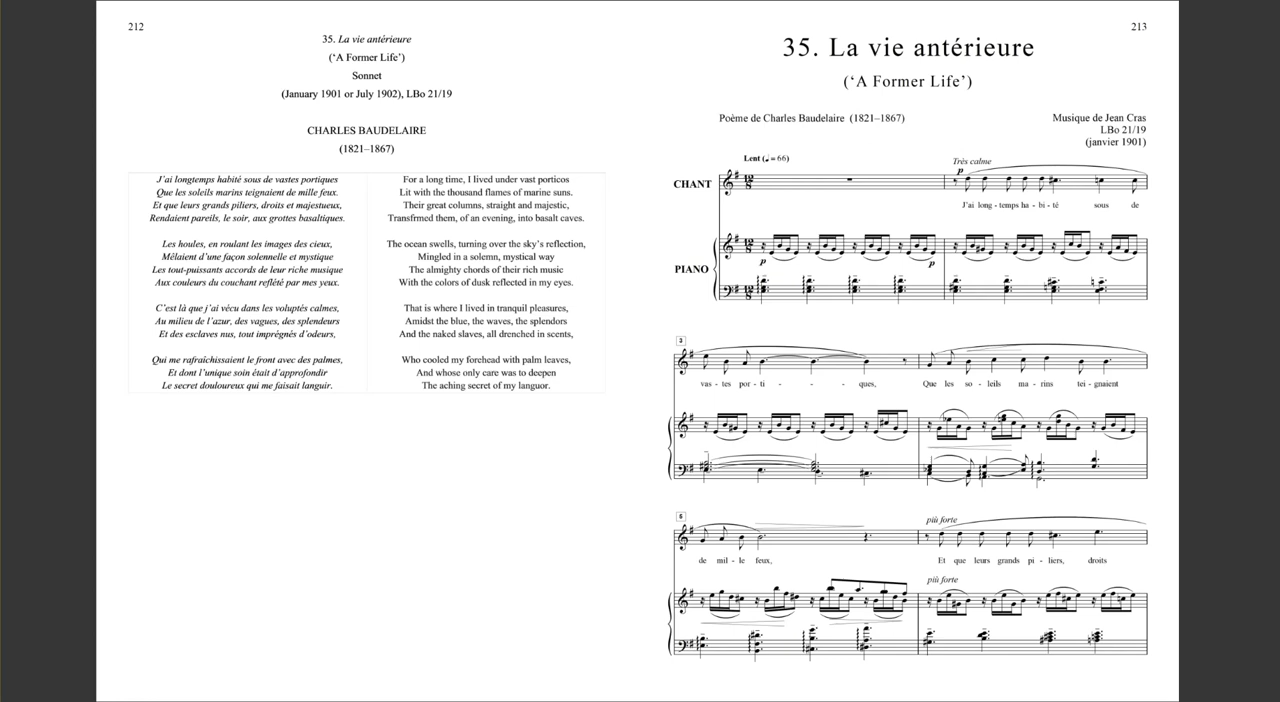 212
35. La vie antérieure
(‘A Former Life’)
Sonnet
(January 1901 or July 1902), LBo 21/19
CHARLES BAUDELAIRE
(1821–1867)
J’ai longtemps habité sous de vastes portiques
Que les soleils marins teignaient de mille feux.
Et que leurs grands piliers, droits et majestueux,
Rendaient pareils, le soir, aux grottes basaltiques.
Les houles, en roulant les images des cieux,
Mêlaient d’une façon solennelle et mystique
Les tout-puissants accords de leur riche musique
Aux couleurs du couchant reflété par mes yeux.
C’est là que j’ai vécu dans les voluptés calmes,
Au milieu de l’azur, des vagues, des splendeurs
Et des esclaves nus, tout imprégnés d’odeurs,
Qui me rafraîchissaient le front avec des palmes,
Et dont l’unique soin était d’approfondir
Le secret douloureux qui me faisait languir.
For a long time, I lived under vast porticos
Lit with the thousand flames of marine suns.
Their great columns, straight and majestic,
Transfrmed them, of an evening, into basalt caves.
The ocean swells, turning over the sky’s reflection,
Mingled in a solemn, mystical way
The almighty chords of their rich music
With the colors of dusk reflected in my eyes.
That is where I lived in tranquil pleasures,
Amidst the blue, the waves, the splendors
And the naked slaves, all drenched in scents,
Who cooled my forehead with palm leaves,
And whose only care was to deepen
The aching secret of my languor.
213
35. La vie antérieure
(‘A Former Life’)
Poème de Charles Baudelaire (1821–1867)
Musique de Jean Cras
LBo 21/19
(janvier 1901)
Lent (♩. = 66)
Très calme
p
CHANT
J’ai long - temps ha - bi - té sous de
PIANO
p
p
3
vas - tes por - ti - - - ques, Que les so - leils ma - rins tei - gnaient
5
più forte
de mil - le feux, Et que leurs grands pi - liers, droits
più forte